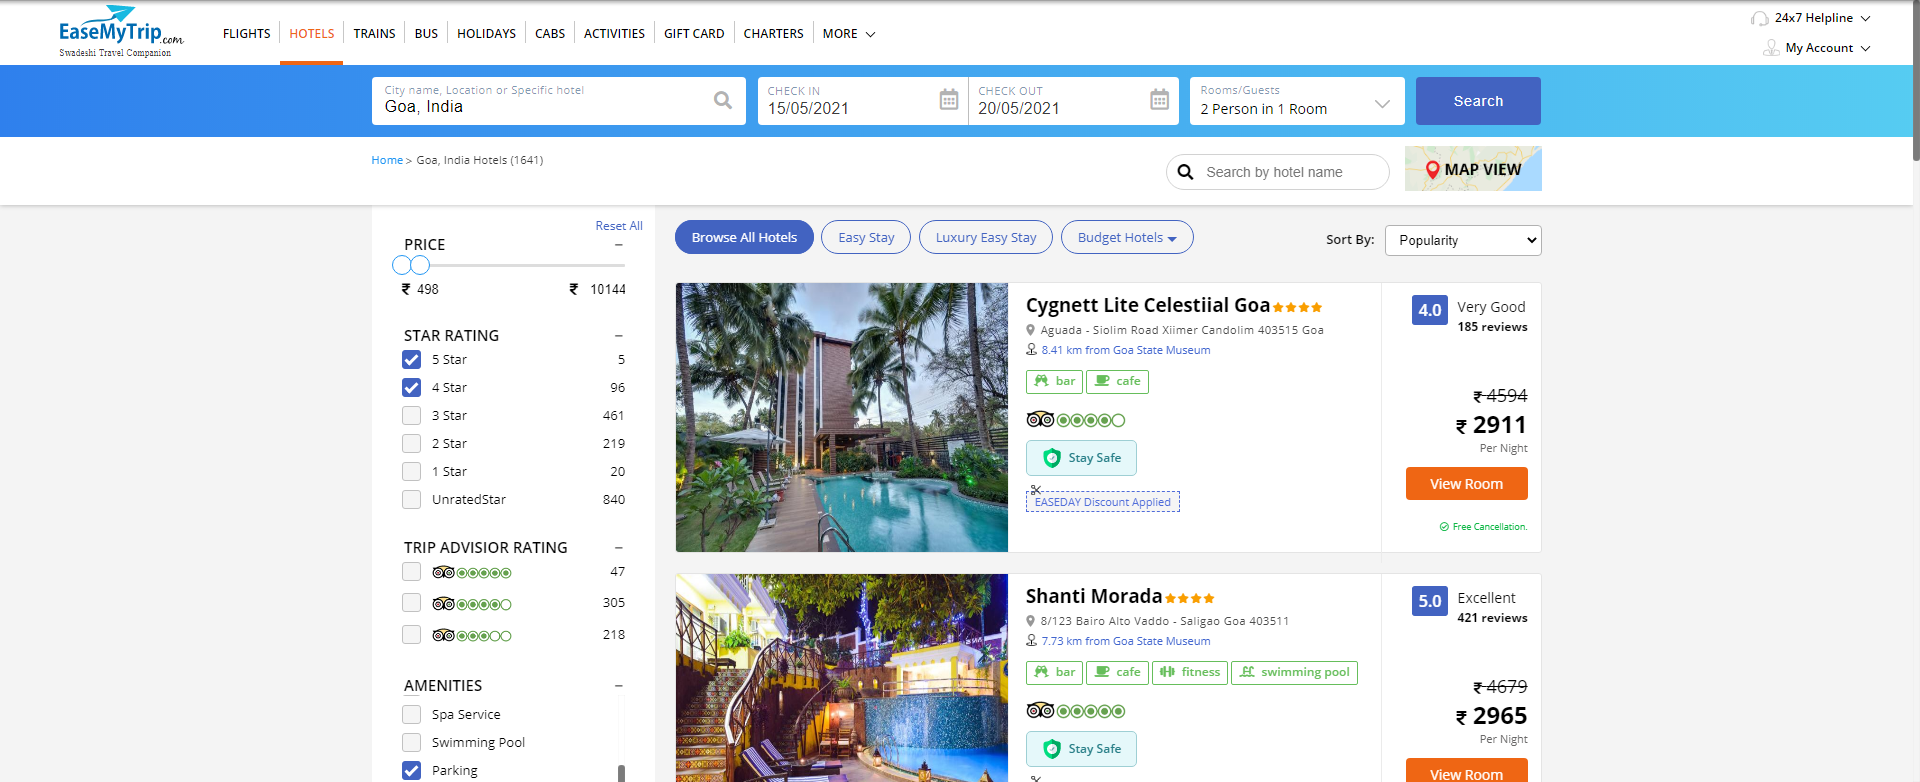 EaseMyTrip.com
Swadeshi Travel Companion
FLIGHTS HOTELS TRAINS BUS HOLIDAYS CABS ACTIVITIES GIFT CARD CHARTERS MORE
24x7 Helpline
My Account
City name, Location or Specific hotel
Goa, India
CHECK IN
15/05/2021
CHECK OUT
20/05/2021
Rooms/Guests
2 Person in 1 Room
Search
Home > Goa, India Hotels (1641)
Search by hotel name
MAP VIEW
Reset All
PRICE
₹ 498 ₹ 10144
STAR RATING
5 Star 5
4 Star 96
3 Star 461
2 Star 219
1 Star 20
UnratedStar 840
TRIP ADVISIOR RATING
47
305
218
AMENITIES
Spa Service
Swimming Pool
Parking
Browse All Hotels Easy Stay Luxury Easy Stay Budget Hotels
Sort By: Popularity
Cygnett Lite Celestiial Goa
Aguada - Siolim Road Xiimer Candolim 403515 Goa
8.41 km from Goa State Museum
bar cafe
Stay Safe
EASEDAY Discount Applied
4.0 Very Good
185 reviews
₹ 4594
₹ 2911
Per Night
View Room
Free Cancellation.
Shanti Morada
8/123 Bairo Alto Vaddo - Saligao Goa 403511
7.73 km from Goa State Museum
bar cafe fitness swimming pool
Stay Safe
5.0 Excellent
421 reviews
₹ 4679
₹ 2965
Per Night
View Room